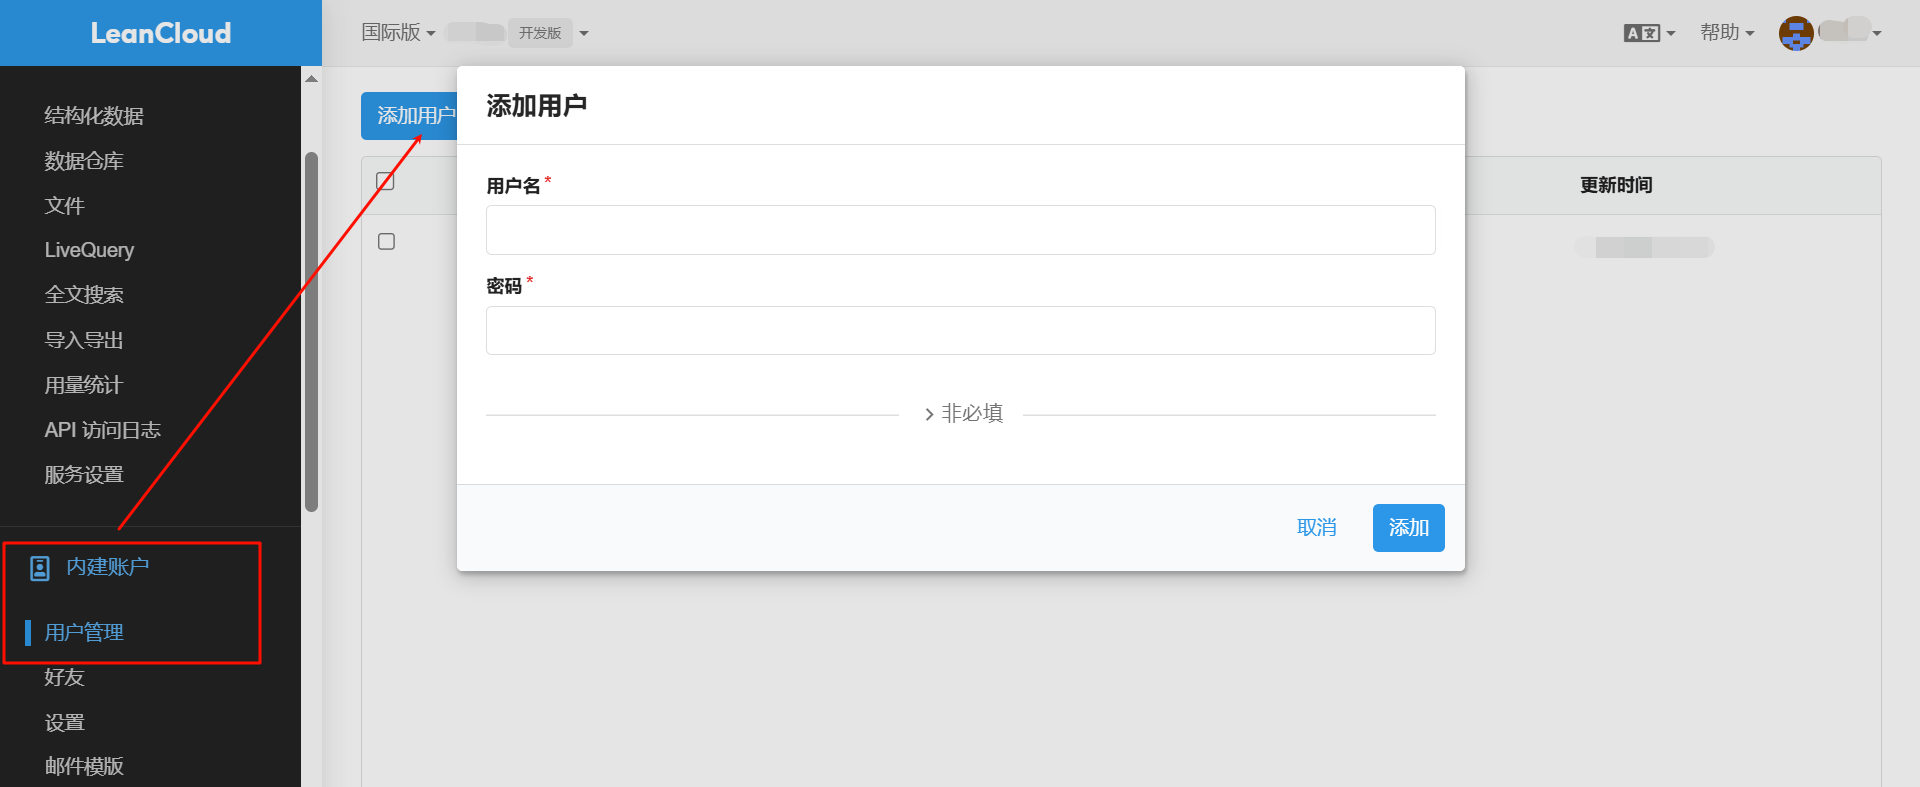 LeanCloud
国际版
开发版
帮助
结构化数据
数据仓库
文件
LiveQuery
全文搜索
导入导出
用量统计
API 访问日志
服务设置
内建账户
用户管理
好友
设置
邮件模版
添加用户
更新时间
添加用户
用户名 *
密码 *
非必填
取消
添加